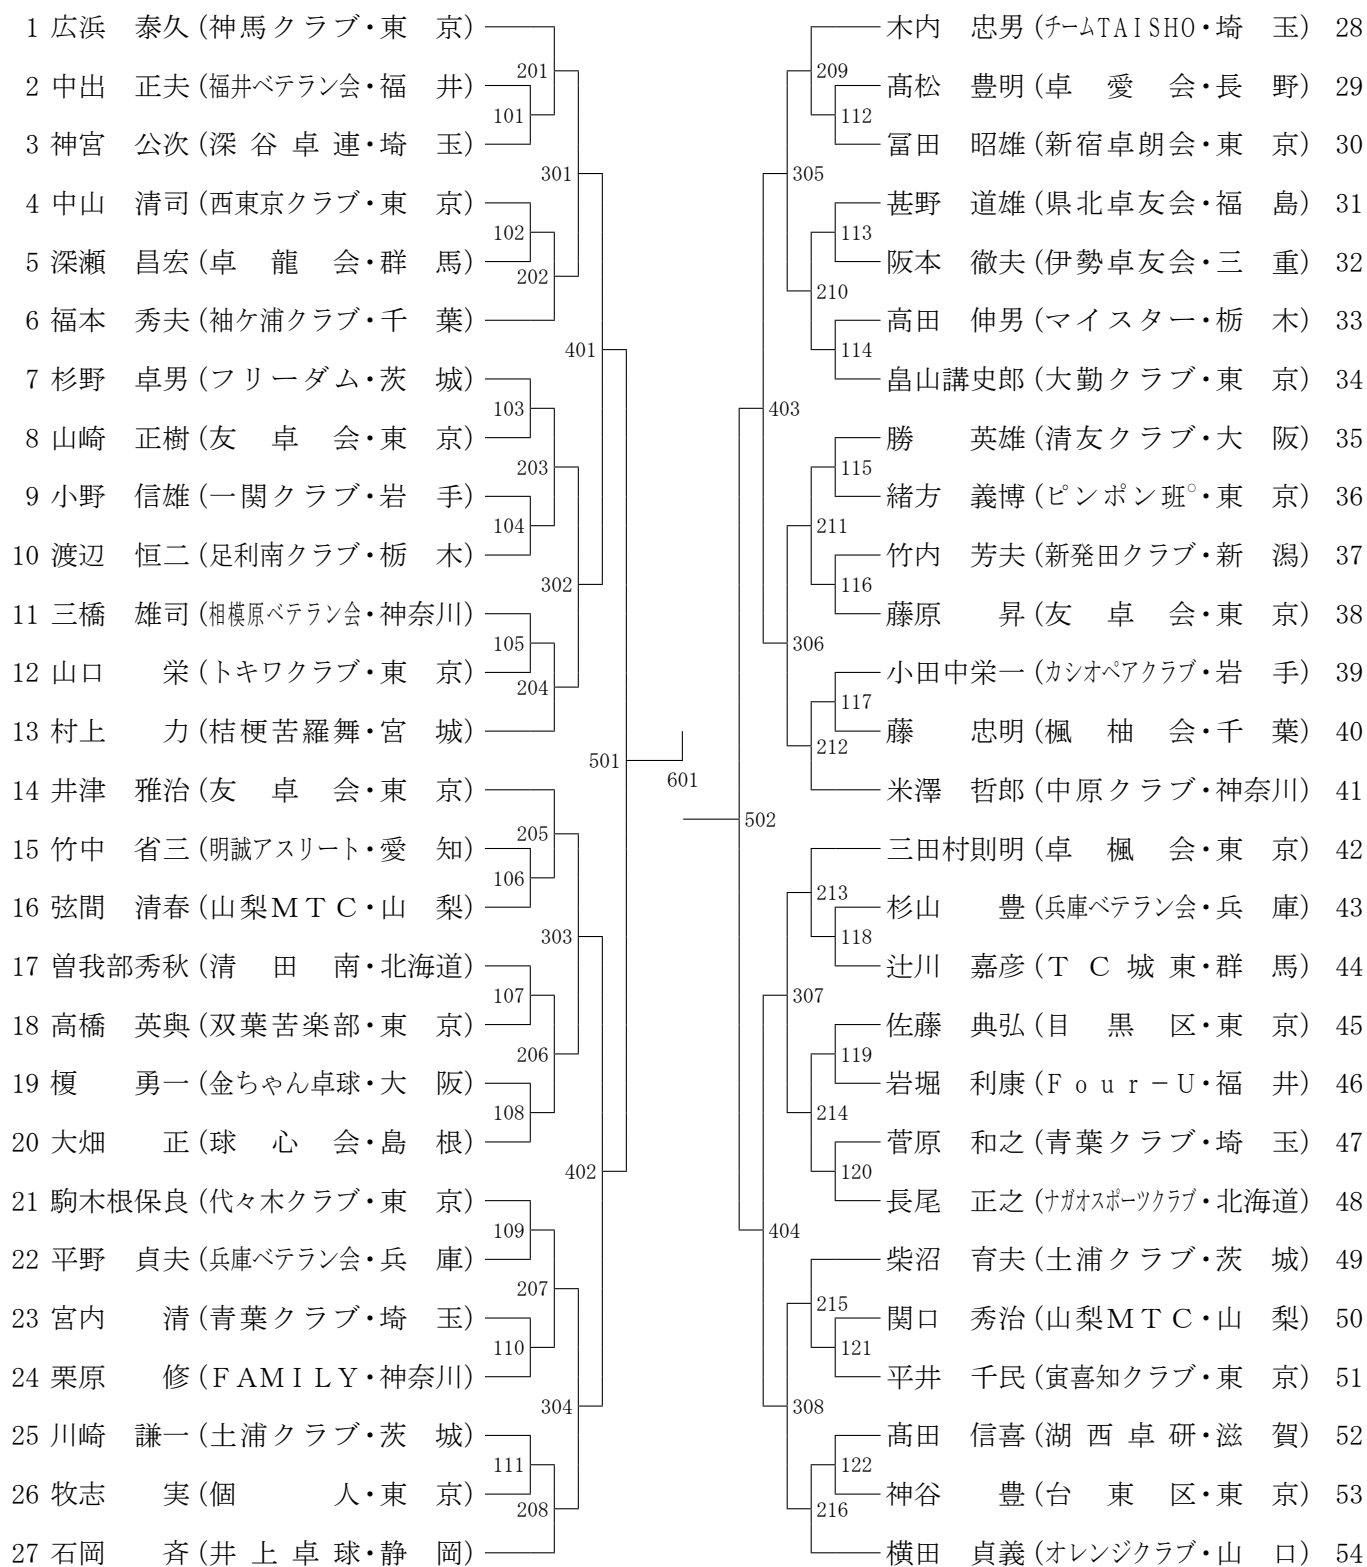 1 広浜　泰久 (神馬クラブ・東　京)
2 中出　正夫 (福井ベテラン会・福　井)
3 神宮　公次 (深谷卓連・埼　玉)
4 中山　清司 (西東京クラブ・東　京)
5 深瀬　昌宏 (卓　龍　会・群　馬)
6 福本　秀夫 (袖ケ浦クラブ・千　葉)
7 杉野　卓男 (フリーダム・茨　城)
8 山崎　正樹 (友　卓　会・東　京)
9 小野　信雄 (一関クラブ・岩　手)
10 渡辺　恒二 (足利南クラブ・栃　木)
11 三橋　雄司 (相模原ベテラン会・神奈川)
12 山口　　栄 (トキワクラブ・東　京)
13 村上　　力 (桔梗苦羅舞・宮　城)
14 井津　雅治 (友　卓　会・東　京)
15 竹中　省三 (明誠アスリート・愛　知)
16 弦間　清春 (山梨ＭＴＣ・山　梨)
17 曽我部秀秋 (清　田　南・北海道)
18 高橋　英與 (双葉苦楽部・東　京)
19 榎　　勇一 (金ちゃん卓球・大　阪)
20 大畑　　正 (球　心　会・島　根)
21 駒木根保良 (代々木クラブ・東　京)
22 平野　貞夫 (兵庫ベテラン会・兵　庫)
23 宮内　　清 (青葉クラブ・埼　玉)
24 栗原　　修 (ＦＡＭＩＬＹ・神奈川)
25 川崎　謙一 (土浦クラブ・茨　城)
26 牧志　　実 (個　　　人・東　京)
27 石岡　　斉 (井上卓球・静　岡)
101
102
103
104
105
106
107
108
109
110
111
201
202
203
204
205
206
207
208
301
302
303
304
401
402
501
601
502
403
404
305
306
307
308
209
210
211
212
213
214
215
216
112
113
114
115
116
117
118
119
120
121
122
木内　忠男 (チームTAISHO・埼　玉) 28
髙松　豊明 (卓　愛　会・長　野) 29
冨田　昭雄 (新宿卓朗会・東　京) 30
甚野　道雄 (県北卓友会・福　島) 31
阪本　徹夫 (伊勢卓友会・三　重) 32
高田　伸男 (マイスター・栃　木) 33
畠山講史郎 (大勤クラブ・東　京) 34
勝　　英雄 (清友クラブ・大　阪) 35
緒方　義博 (ピンポン班°・東　京) 36
竹内　芳夫 (新発田クラブ・新　潟) 37
藤原　　昇 (友　卓　会・東　京) 38
小田中栄一 (カシオペアクラブ・岩　手) 39
藤　　忠明 (楓　柚　会・千　葉) 40
米澤　哲郎 (中原クラブ・神奈川) 41
三田村則明 (卓　楓　会・東　京) 42
杉山　　豊 (兵庫ベテラン会・兵　庫) 43
辻川　嘉彦 (ＴＣ城東・群　馬) 44
佐藤　典弘 (目　黒　区・東　京) 45
岩堀　利康 (Ｆｏｕｒ－Ｕ・福　井) 46
菅原　和之 (青葉クラブ・埼　玉) 47
長尾　正之 (ナガオスポーツクラブ・北海道) 48
柴沼　育夫 (土浦クラブ・茨　城) 49
関口　秀治 (山梨ＭＴＣ・山　梨) 50
平井　千民 (寅喜知クラブ・東　京) 51
髙田　信喜 (湖西卓研・滋　賀) 52
神谷　　豊 (台　東　区・東　京) 53
横田　貞義 (オレンジクラブ・山　口) 54